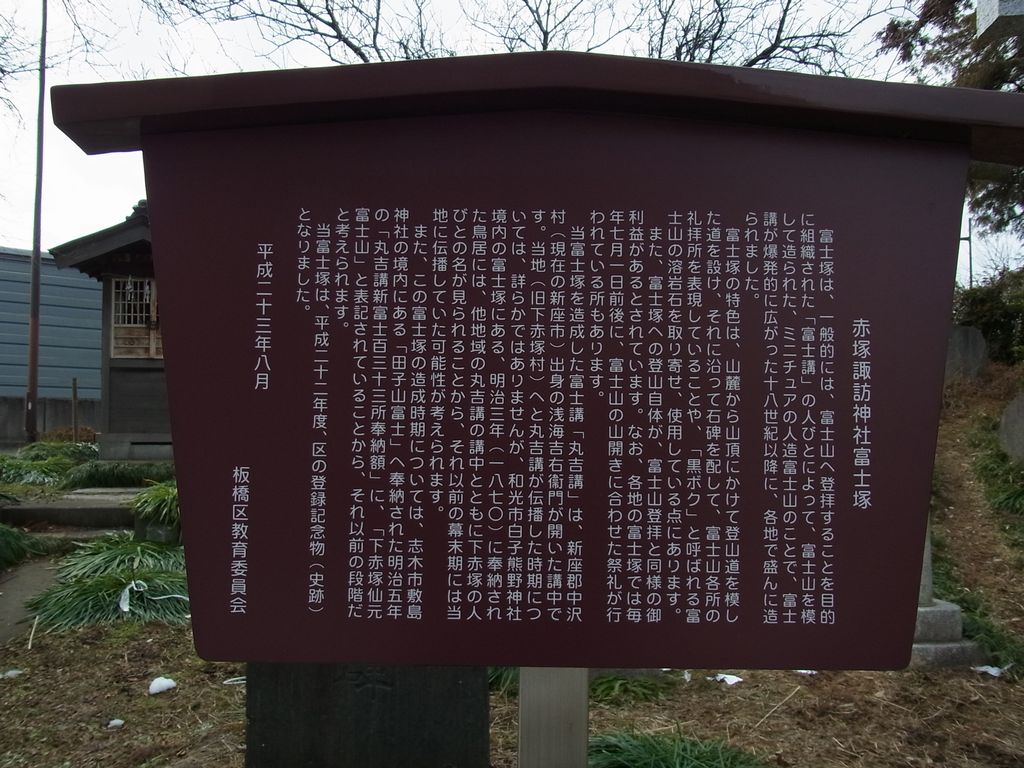 赤塚諏訪神社富士塚
富士塚は、一般的には、富士山へ登拝することを目的
に組織された「富士講」の人びとによって、富士山を模
して造られた、ミニチュアの人造富士山のことで、富士
講が爆発的に広がった十八世紀以降に、各地で盛んに造
られました。
富士塚の特色は、山麓から山頂にかけて登山道を模し
た道を設け、それに沿って石碑を配して、富士山各所の
礼拝所を表現していることや、「黒ボク」と呼ばれる富
士山の溶岩石を取り寄せ、使用している点にあります。
また、富士塚への登山自体が、富士山登拝と同様の御
利益があるとされています。なお、各地の富士塚では毎
年七月一日前後に、富士山の山開きに合わせた祭礼が行
われている所もあります。
当富士塚を造成した富士講「丸吉講」は、新座郡中沢
村（現在の新座市）出身の浅海吉右衛門が開いた講中で
す。当地（旧下赤塚村）へと丸吉講が伝播した時期につ
いては、詳らかではありませんが、和光市白子熊野神社
境内の富士塚にある、明治三年（一八七〇）に奉納され
た鳥居には、他地域の丸吉講の講中とともに下赤塚の人
びとの名が見られることから、それ以前の幕末期には当
地に伝播していた可能性が考えられます。
また、この富士塚の造成時期については、志木市敷島
神社の境内にある「田子山富士」へ奉納された明治五年
の「丸吉講新富士百三十三所奉納額」に、「下赤塚仙元
富士山」と表記されていることから、それ以前の段階だ
と考えられます。
当富士塚は、平成二十二年度、区の登録記念物（史跡）
となりました。
平成二十三年八月
板橋区教育委員会